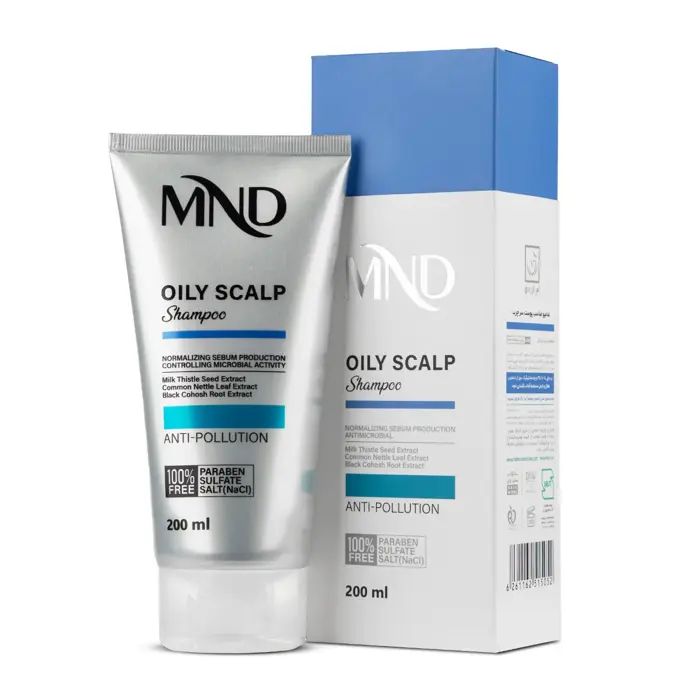 MND
OILY SCALP
Shampoo
NORMALIZING SEBUM PRODUCTION
CONTROLLING MICROBIAL ACTIVITY
Milk Thistle Seed Extract
Common Nettle Leaf Extract
Black Cohosh Root Extract
ANTI-POLLUTION
100% FREE
PARABEN
SULFATE
SALT(NaCl)
200 ml
MND
OILY SCALP
Shampoo
NORMALIZING SEBUM PRODUCTION
ANTIMICROBIAL
Milk Thistle Seed Extract
Common Nettle Leaf Extract
Black Cohosh Root Extract
ANTI-POLLUTION
100% FREE
PARABEN
SULFATE
SALT(NaCl)
200 ml
6 261162 515052